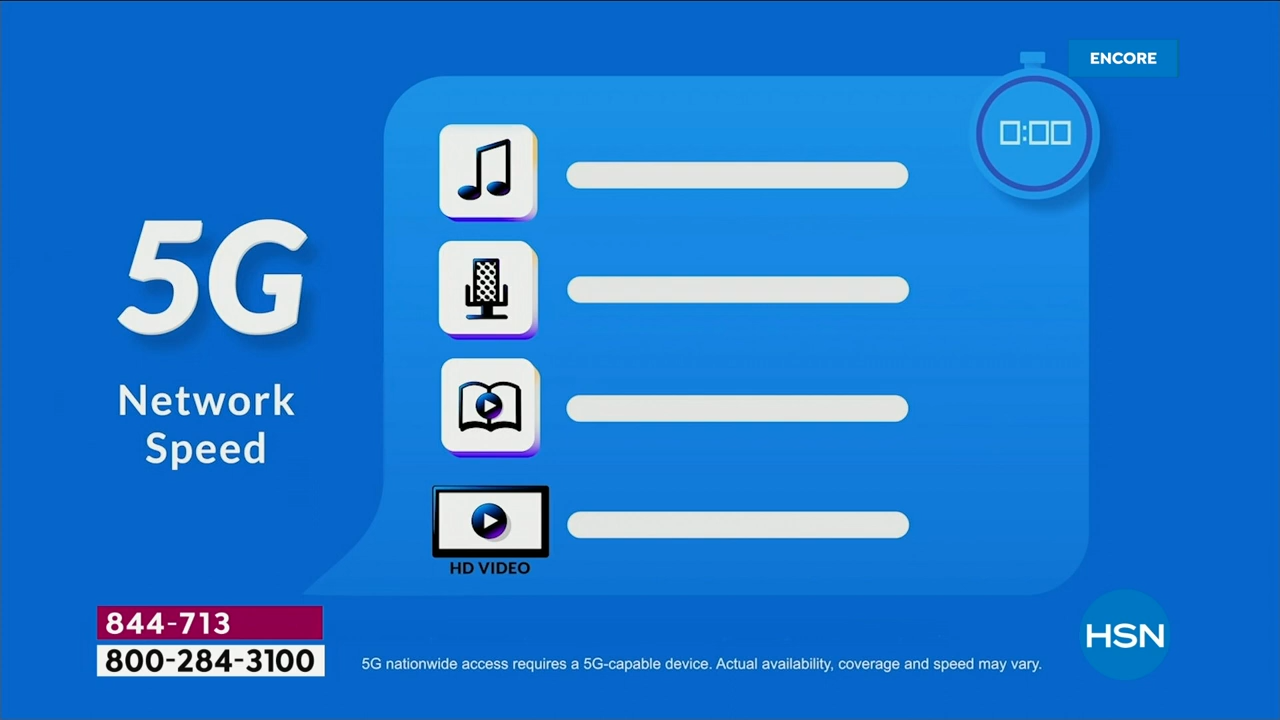 ENCORE
0:00
5G
Network
Speed
HD VIDEO
844-713
800-284-3100
5G nationwide access requires a 5G-capable device. Actual availability, coverage and speed may vary.
HSN